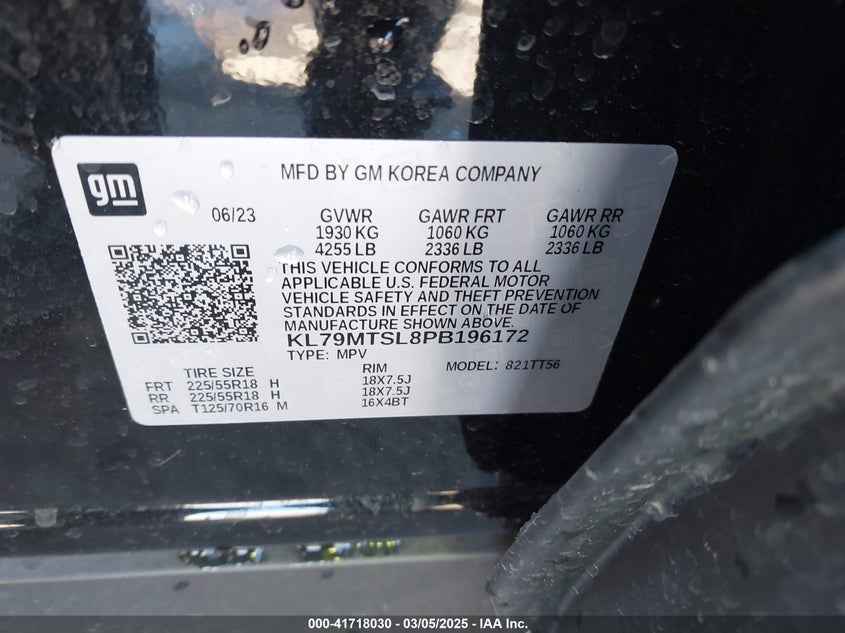 gm
MFD BY GM KOREA COMPANY
06/23
GVWR GAWR FRT GAWR RR
1930 KG 1060 KG 1060 KG
4255 LB 2336 LB 2336 LB
THIS VEHICLE CONFORMS TO ALL
APPLICABLE U.S. FEDERAL MOTOR
VEHICLE SAFETY AND THEFT PREVENTION
STANDARDS IN EFFECT ON THE DATE OF
MANUFACTURE SHOWN ABOVE.
KL79MTSL8PB196172
TYPE: MPV MODEL: 821TT56
TIRE SIZE RIM
FRT 225/55R18 H 18X7.5J
RR 225/55R18 H 18X7.5J
SPA T125/70R16 M 16X4BT
000-41718030 - 03/05/2025 - IAA Inc.